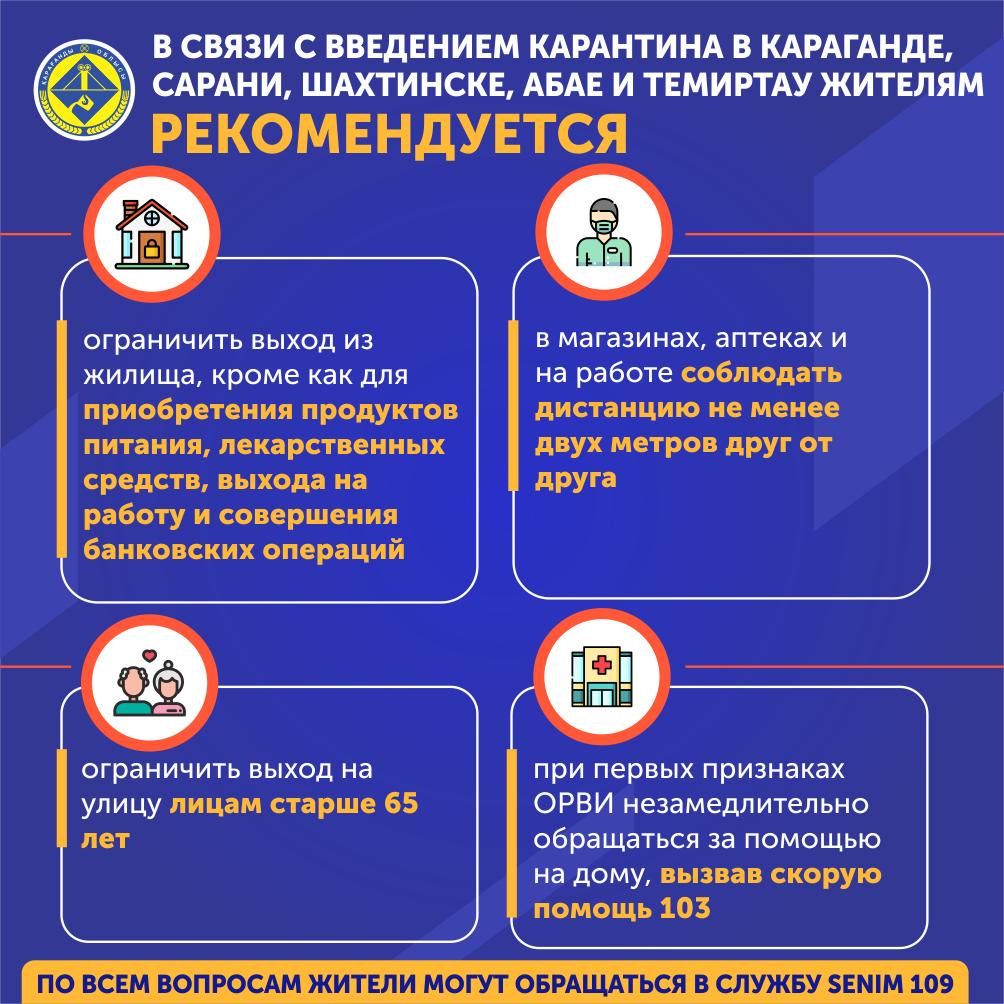 КАРАГАНДЫ ОБЛЫСЫ
В СВЯЗИ С ВВЕДЕНИЕМ КАРАНТИНА В КАРАГАНДЕ,
САРАНИ, ШАХТИНСКЕ, АБАЕ И ТЕМИРТАУ ЖИТЕЛЯМ
РЕКОМЕНДУЕТСЯ
ограничить выход из
жилища, кроме как для
приобретения продуктов
питания, лекарственных
средств, выхода на
работу и совершения
банковских операций
в магазинах, аптеках и
на работе соблюдать
дистанцию не менее
двух метров друг от
друга
ограничить выход на
улицу лицам старше 65
лет
при первых признаках
ОРВИ незамедлительно
обращаться за помощью
на дому, вызвав скорую
помощь 103
ПО ВСЕМ ВОПРОСАМ ЖИТЕЛИ МОГУТ ОБРАЩАТЬСЯ В СЛУЖБУ SENIM 109